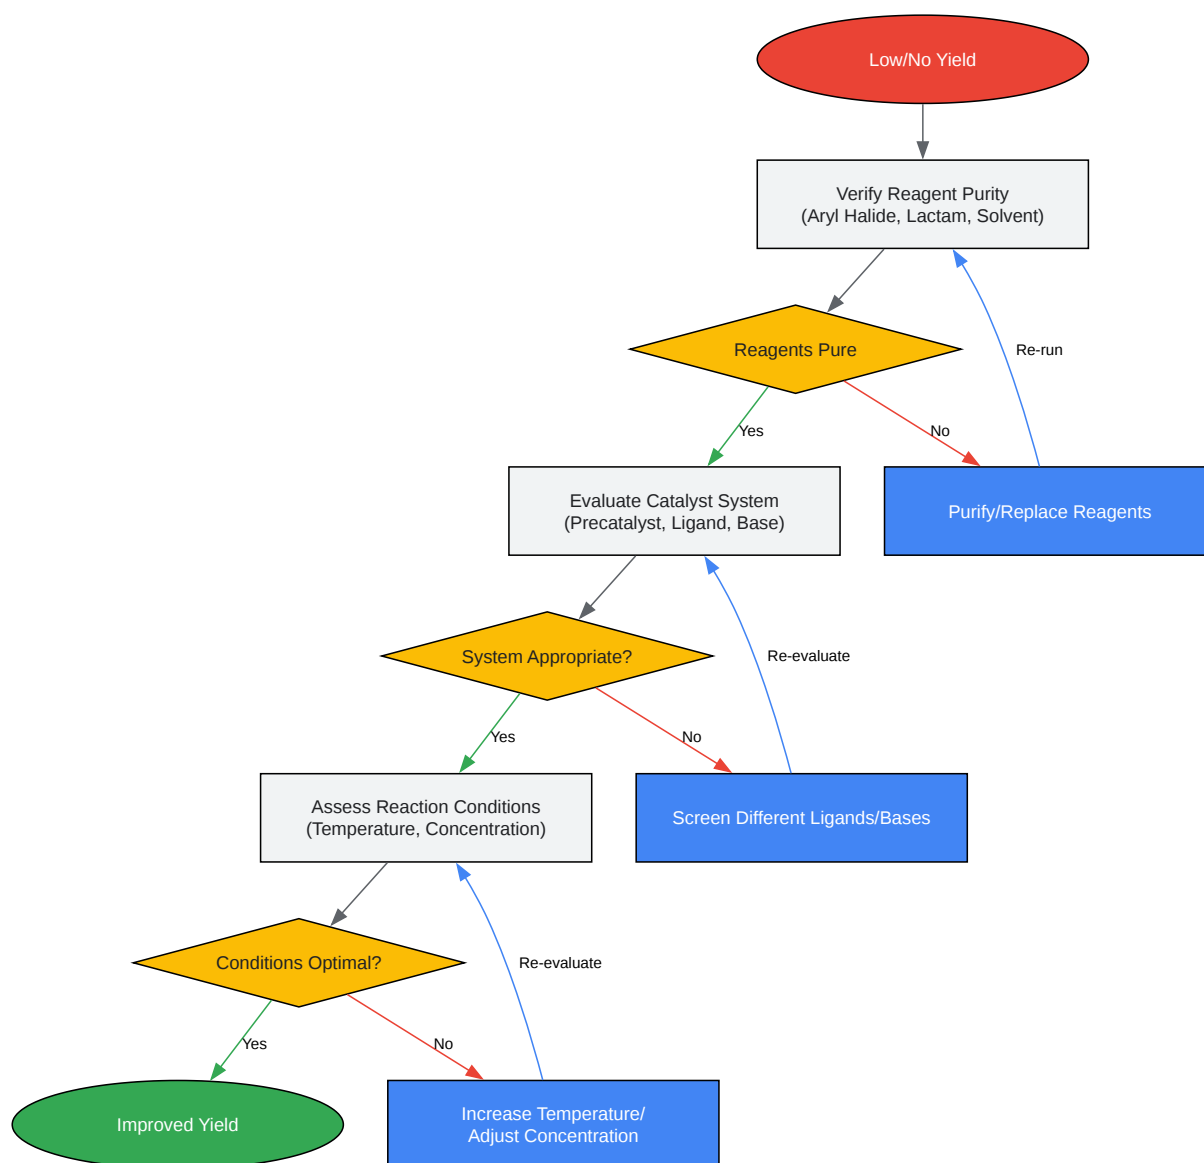 Low/No Yield
Verify Reagent Purity
(Aryl Halide, Lactam, Solvent)
Reagents Pure
Re-run
Yes
No
Evaluate Catalyst System
(Precatalyst, Ligand, Base)
Purify/Replace Reagents
System Appropriate?
Re-evaluate
Yes
No
Assess Reaction Conditions
(Temperature, Concentration)
Screen Different Ligands/Bases
Conditions Optimal?
Re-evaluate
Yes
No
Improved Yield
Increase Temperature/
Adjust Concentration